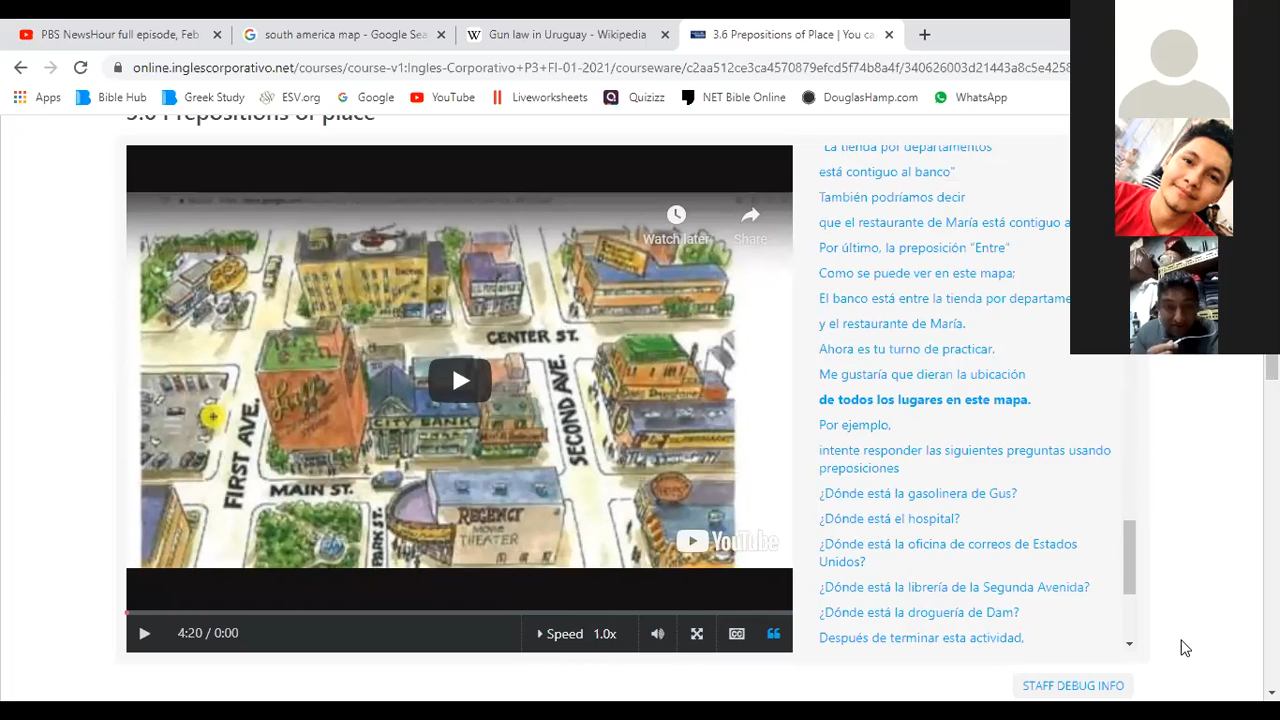 PBS NewsHour full episode, Feb
south america map - Google Sea
Gun law in Uruguay - Wikipedia
3.6 Prepositions of Place | You ca
online.inglescorporativo.net/courses/course-v1:Ingles-Corporativo+P3+FI-01-2021/courseware/c2aa512ce3ca4570879efcd5f74b8a4f/340626003d21443a8c5e4258
Apps
Bible Hub
Greek Study
ESV.org
Google
YouTube
Liveworksheets
Quizizz
NET Bible Online
DouglasHamp.com
WhatsApp
3.6 Prepositions of place
Watch later
Share
CENTER ST.
CITY BANK
FIRST AVE.
SECOND AVE.
MAIN ST.
PARK ST.
REGENCY
MOVIE
THEATER
YouTube
4:20 / 0:00
Speed 1.0x
"La tienda por departamentos
está contiguo al banco"
También podríamos decir
que el restaurante de María está contiguo a
Por último, la preposición "Entre"
Como se puede ver en este mapa;
El banco está entre la tienda por departame
y el restaurante de María.
Ahora es tu turno de practicar.
Me gustaría que dieran la ubicación
de todos los lugares en este mapa.
Por ejemplo,
intente responder las siguientes preguntas usando
preposiciones
¿Dónde está la gasolinera de Gus?
¿Dónde está el hospital?
¿Dónde está la oficina de correos de Estados
Unidos?
¿Dónde está la librería de la Segunda Avenida?
¿Dónde está la droguería de Dam?
Después de terminar esta actividad,
STAFF DEBUG INFO